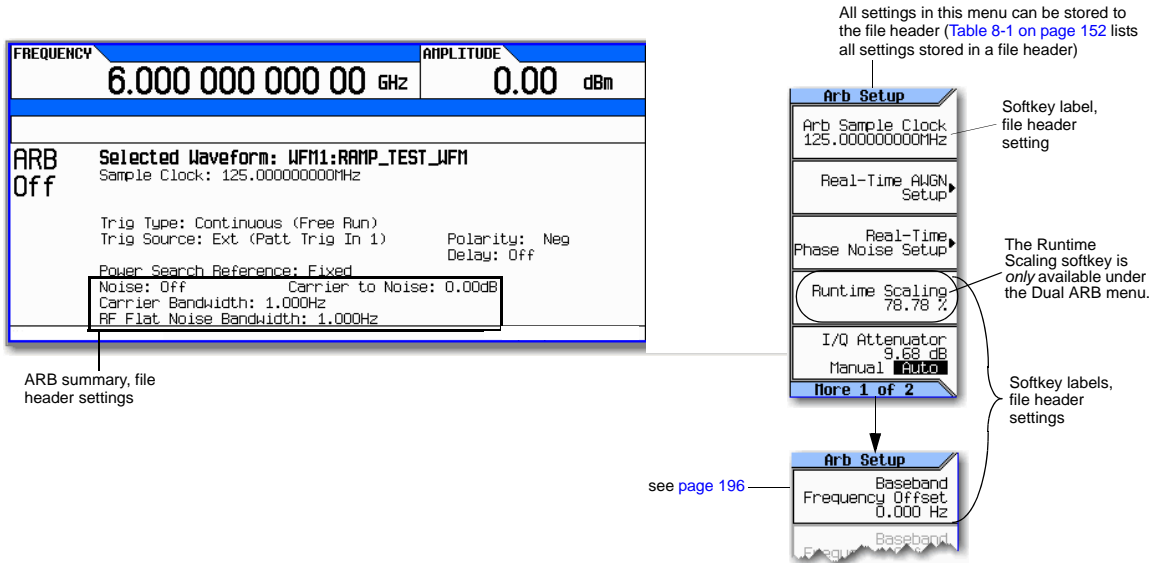 All settings in this menu can be stored to
the file header (Table 8-1 on page 152 lists
all settings stored in a file header)
FREQUENCY
AMPLITUDE
6.000 000 000 00 GHz
0.00 dBm
ARB
Off
Selected Waveform: WFM1:RAMP_TEST_WFM
Sample Clock: 125.000000000MHz
Trig Type: Continuous (Free Run)
Trig Source: Ext (Patt Trig In 1) Polarity: Neg
Delay: Off
Power Search Reference: Fixed
Noise: Off Carrier to Noise: 0.00dB
Carrier Bandwidth: 1.000Hz
RF Flat Noise Bandwidth: 1.000Hz
ARB summary, file
header settings
Arb Setup
Arb Sample Clock
125.000000000MHz
Real-Time AWGN
Setup
Real-Time
Phase Noise Setup
Runtime Scaling
78.78 %
I/Q Attenuator
9.68 dB
Manual Auto
More 1 of 2
Softkey label,
file header
setting
The Runtime
Scaling softkey is
only available under
the Dual ARB menu.
Softkey labels,
file header
settings
see page 196
Arb Setup
Baseband
Frequency Offset
0.000 Hz
Baseband